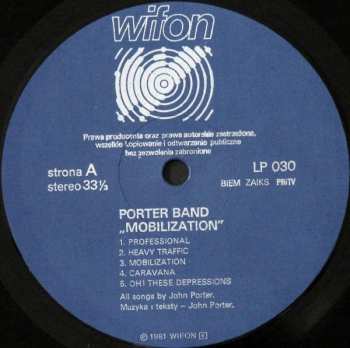 wifon
Prawa producenta oraz prawa autorskie zastrzeżone,
wszelkie kopiowanie i odtwarzanie publiczne
bez zezwolenia zabronione
strona A
stereo 33⅓
LP 030
BIEM ZAIKS PRiTV
PORTER BAND
„MOBILIZATION”
1. PROFESSIONAL
2. HEAVY TRAFFIC
3. MOBILIZATION
4. CARAVANA
5. OH! THESE DEPRESSIONS
All songs by John Porter.
Muzyka i teksty – John Porter.
℗ 1981 WIFON